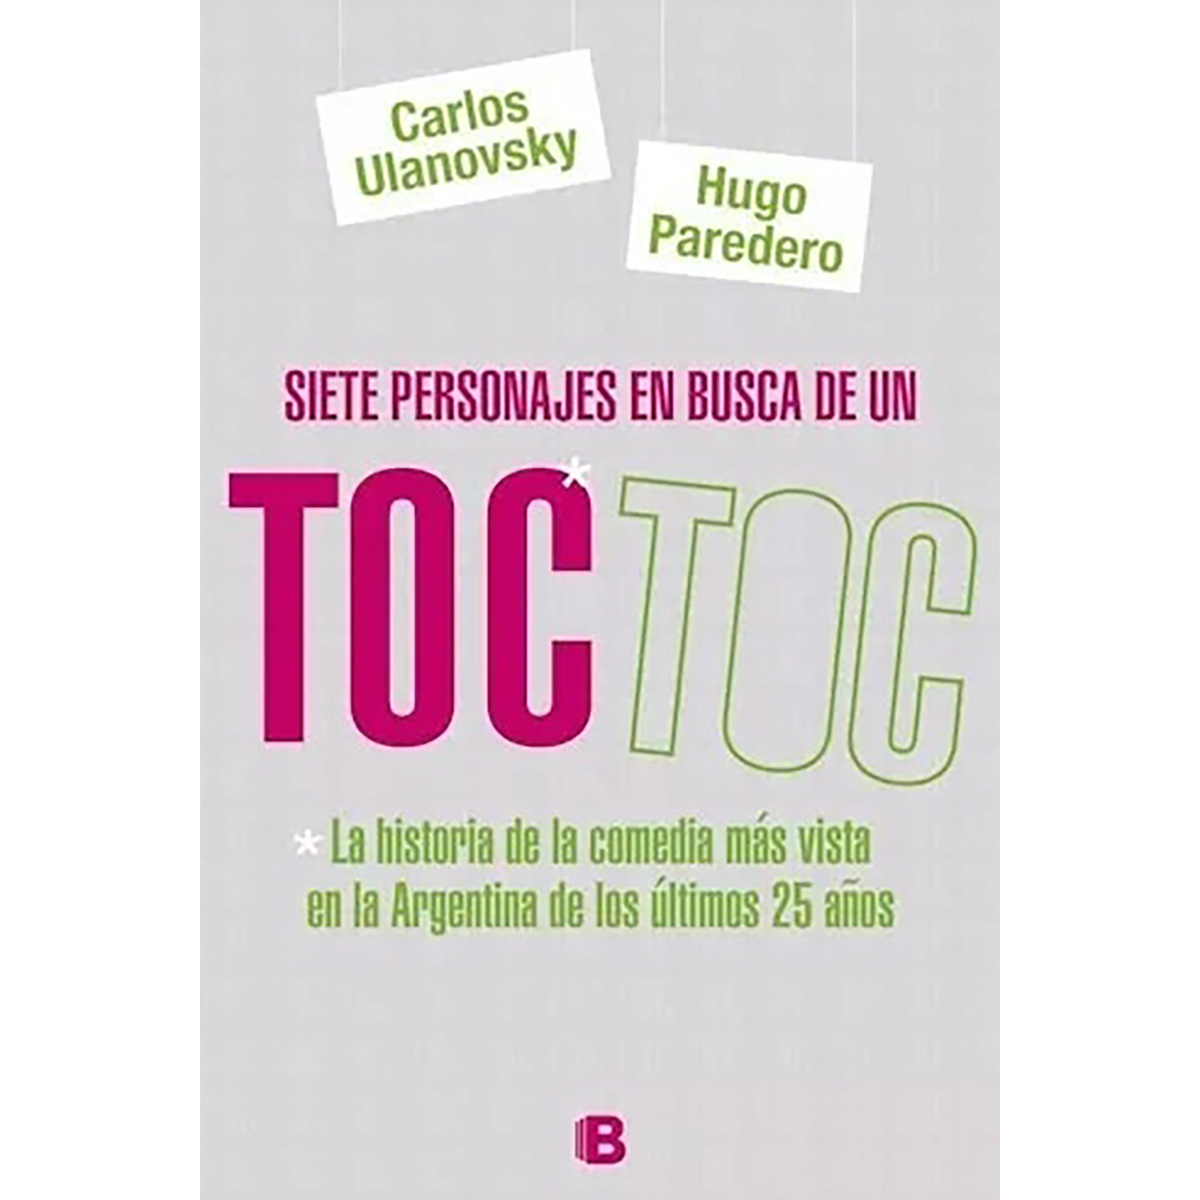 Carlos
Ulanovsky
Hugo
Paredero
SIETE PERSONAJES EN BUSCA DE UN
TOC* TOC
* La historia de la comedia más vista
en la Argentina de los últimos 25 años
B